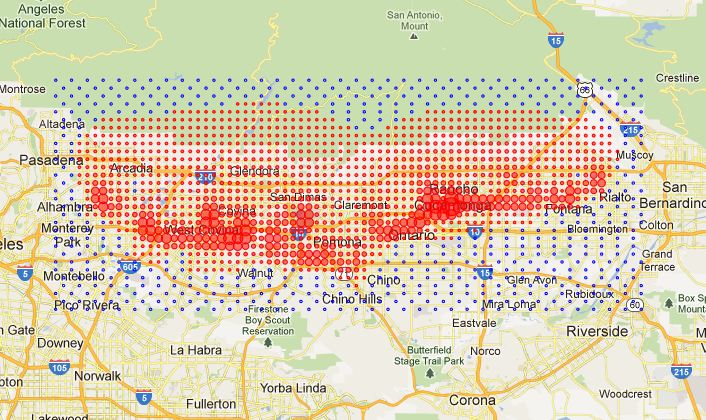 Angeles
National Forest
San Antonio,
Mount
15
Montrose
66
Crestline
Altadena
215
Pasadena
Arcadia
210
Glendora
Muscoy
San Dimas
Rancho
Cucamonga
San
Bernardino
Alhambra
Covina
Claremont
Fontana
Rialto
Monterey
Park
West Covina
10
Pomona
Ontario
10
Bloomington
Colton
eles
5
Montebello
605
Walnut
Chino
15
Glen Avon
Grand
Terrace
Pico Rivera
Chino Hills
Mira Loma
Rubidoux
60
Box Sp
Mounta
Firestone
Boy Scout
Reservation
Eastvale
Riverside
n Gate
Downey
La Habra
Butterfield
Stage Trail Park
Norco
105
Norwalk
215
pton
5
Yorba Linda
Corona
Woodcrest
Fullerton
Lakewood